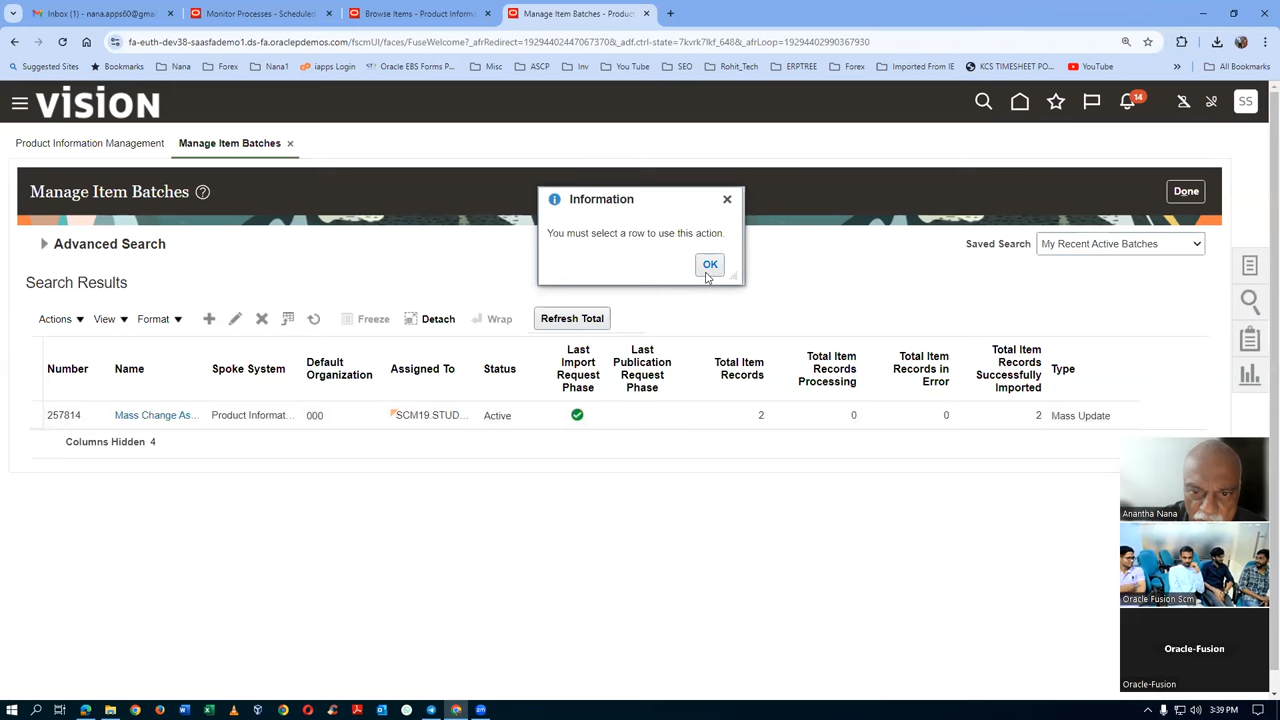 Inbox (1) - nana.apps60@gmail
Monitor Processes - Scheduled
Browse Items - Product Informa
Manage Item Batches - Product
fa-euth-dev38-saasfademo1.ds-fa.oraclepdemos.com/fscmUI/faces/FuseWelcome?_afrRedirect=19294402447067370&_adf.ctrl-state=7kvrk7lkf_648&_afrLoop=19294402990367930
Suggested Sites
Bookmarks
Nana
Forex
Nana1
iapps Login
Oracle EBS Forms P...
Misc
ASCP
Inv
You Tube
SEO
Rohit_Tech
ERPTREE
Forex
Imported From IE
KCS TIMESHEET PO...
YouTube
All Bookmarks
VISION
14
SS
Product Information Management
Manage Item Batches
Manage Item Batches
Done
Information
You must select a row to use this action.
OK
Advanced Search
Saved Search
My Recent Active Batches
Search Results
Actions
View
Format
Freeze
Detach
Wrap
Refresh Total
Number
Name
Spoke System
Default Organization
Assigned To
Status
Last Import Request Phase
Last Publication Request Phase
Total Item Records
Total Item Records Processing
Total Item Records in Error
Total Item Records Successfully Imported
Type
257814
Mass Change As...
Product Informat...
000
SCM19.STUD...
Active
2
0
0
2
Mass Update
Columns Hidden 4
Anantha Nana
Oracle Fusion Scm
Oracle-Fusion
Oracle-Fusion
3:39 PM